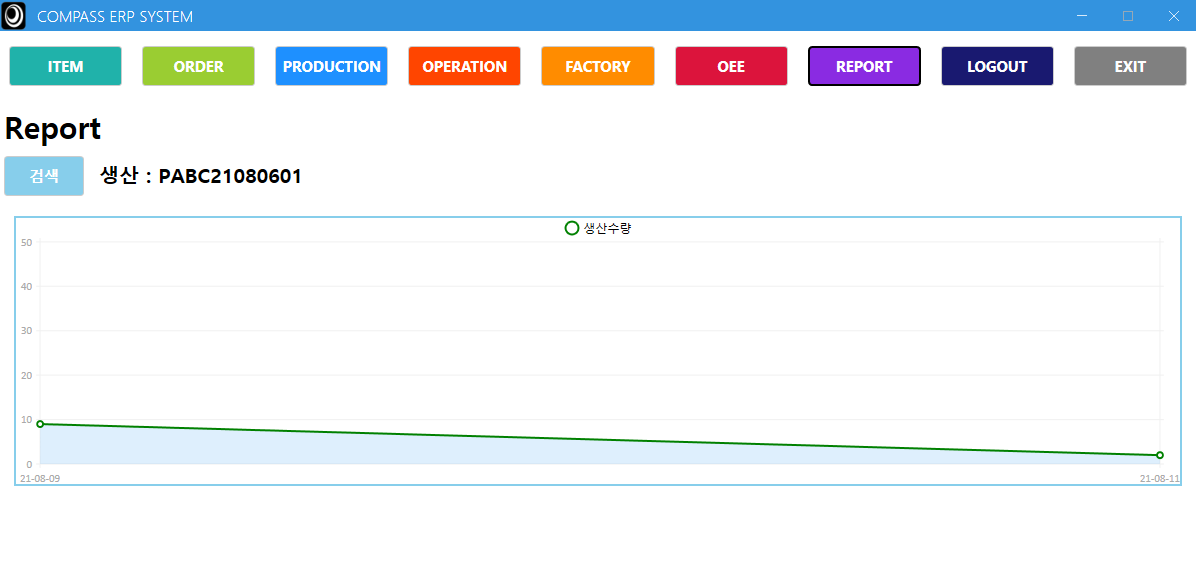 COMPASS ERP SYSTEM
ITEM ORDER PRODUCTION OPERATION FACTORY OEE REPORT LOGOUT EXIT
Report
검색 생산 : PABC21080601
생산수량
50
40
30
20
10
0
21-08-09 21-08-11